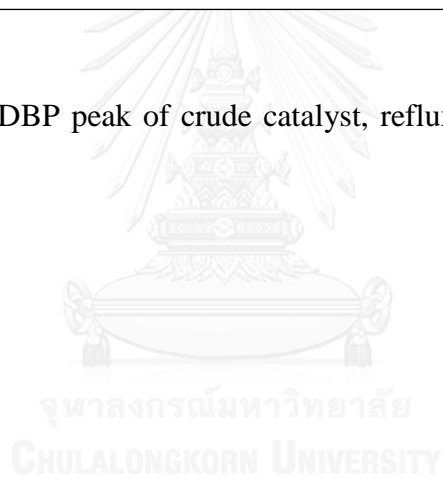 DBP peak of crude catalyst, reflu
จุฬาลงกรณ์มหาวิทยาลัย
CHULALONGKORN UNIVERSITY